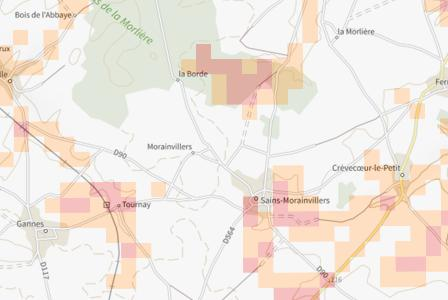 Bois de l'Abbaye
de la Morlière
la Morlière
la Borde
D90
Morainvillers
Crèvecœur-le-Petit
Tournay
Sains-Morainvillers
Gannes
D564
D117
D90